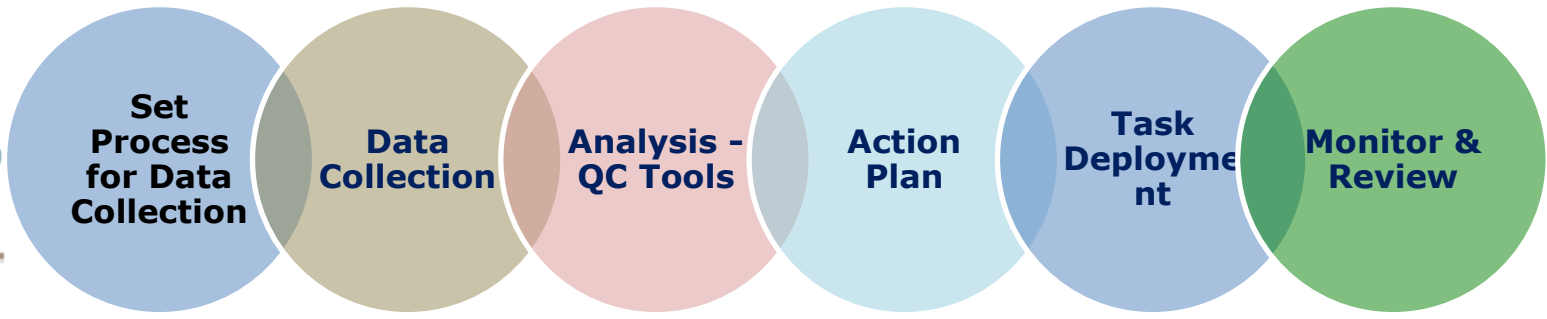 Set
Process
for Data
Collection
Data
Collection
Analysis -
QC Tools
Action
Plan
Task
Deployme
nt
Monitor &
Review